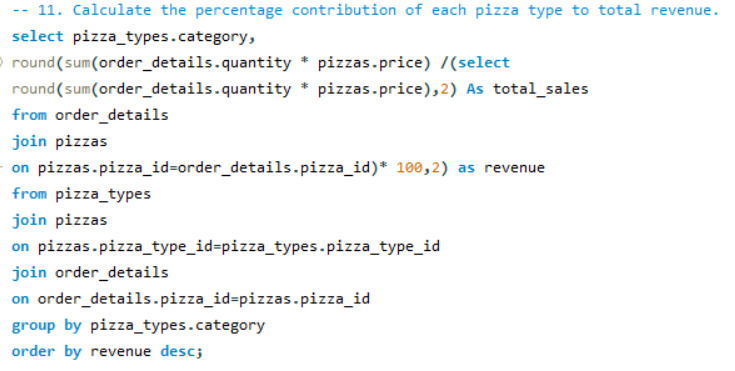 -- 11. Calculate the percentage contribution of each pizza type to total revenue.
select pizza_types.category,
round(sum(order_details.quantity * pizzas.price) /(select
round(sum(order_details.quantity * pizzas.price),2) As total_sales
from order_details
join pizzas
on pizzas.pizza_id=order_details.pizza_id)* 100,2) as revenue
from pizza_types
join pizzas
on pizzas.pizza_type_id=pizza_types.pizza_type_id
join order_details
on order_details.pizza_id=pizzas.pizza_id
group by pizza_types.category
order by revenue desc;